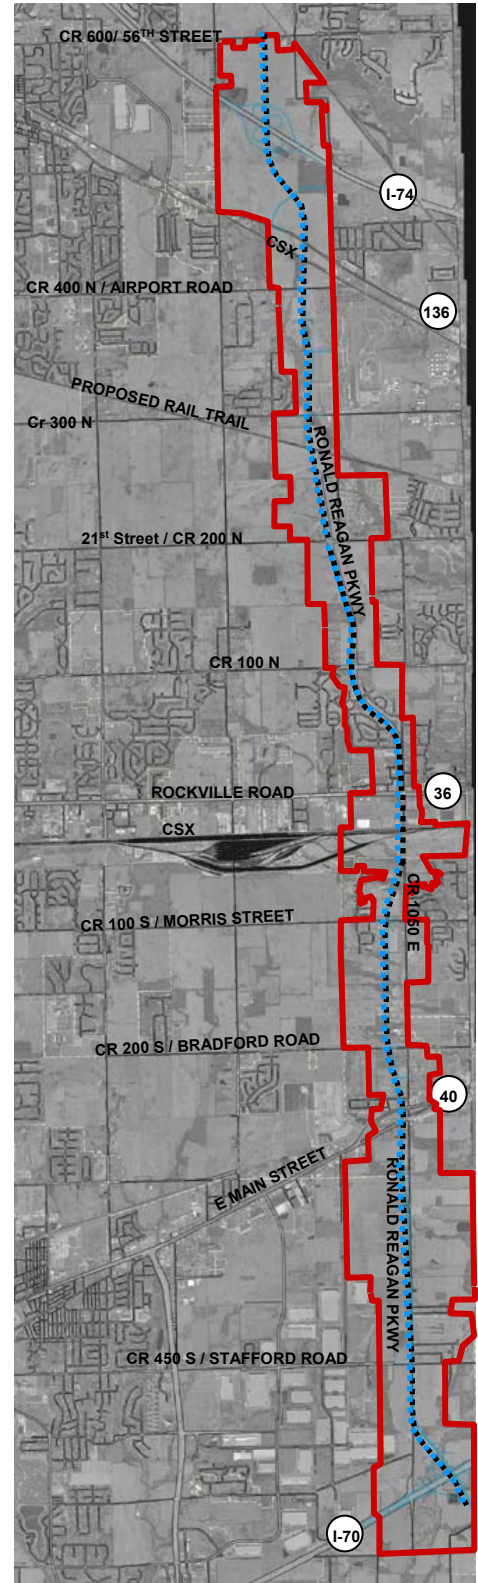 CR 600/ 56TH STREET
I-74
CSX
CR 400 N / AIRPORT ROAD
136
PROPOSED RAIL TRAIL
Cr 300 N
RONALD REAGAN PKWY
21st Street / CR 200 N
CR 100 N
ROCKVILLE ROAD
36
CSX
CR 1050 E
CR 100 S / MORRIS STREET
CR 200 S / BRADFORD ROAD
40
E MAIN STREET
RONALD REAGAN PKWY
CR 450 S / STAFFORD ROAD
I-70